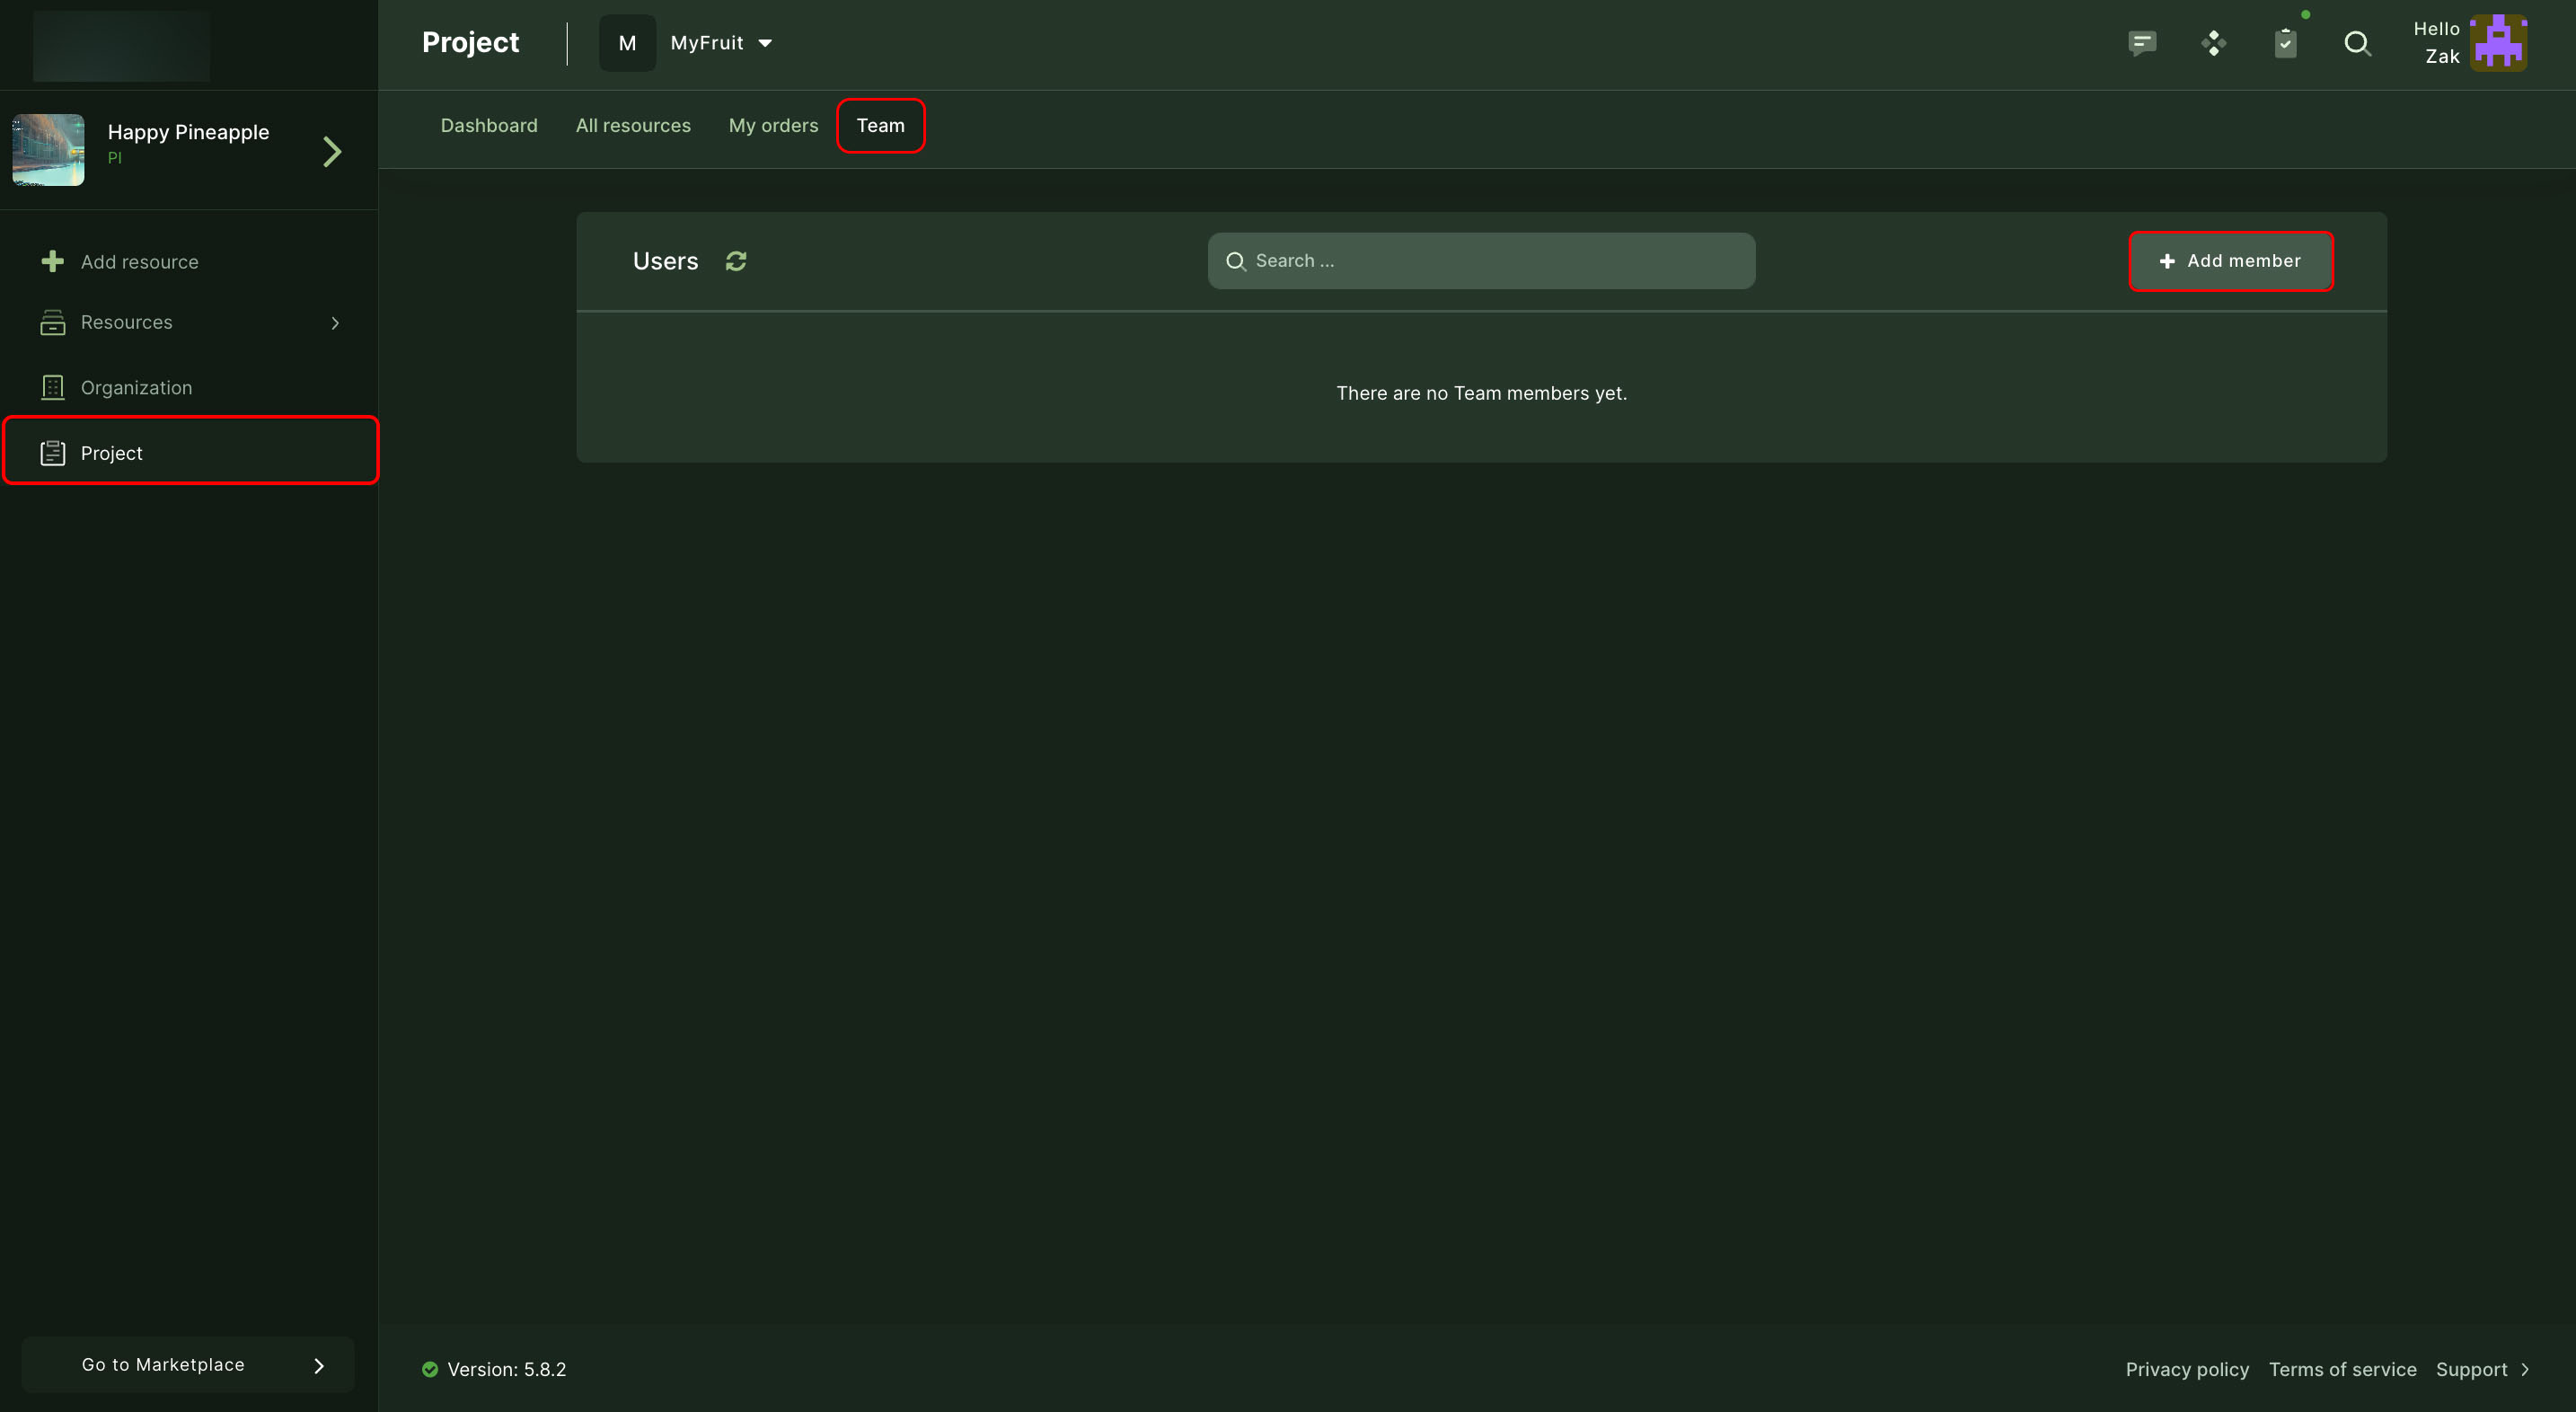 Project
M
MyFruit
Hello
Zak
Happy Pineapple
PI
Dashboard
All resources
My orders
Team
Add resource
Resources
Organization
Project
Users
Search ...
Add member
There are no Team members yet.
Go to Marketplace
Version: 5.8.2
Privacy policy
Terms of service
Support